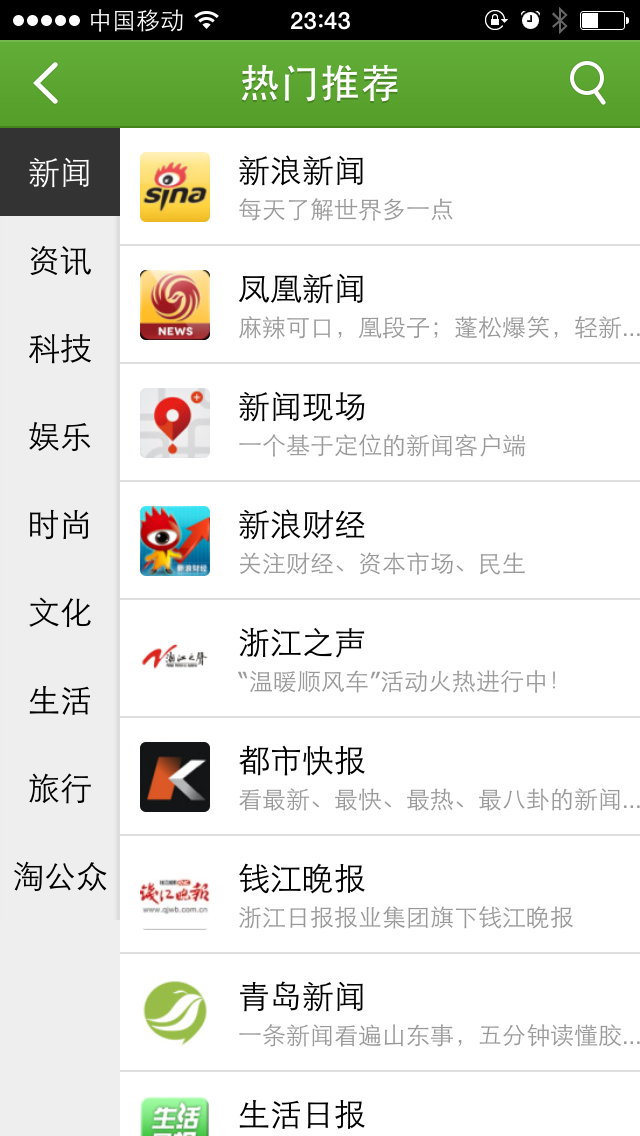 中国移动 23:43
热门推荐
新闻
资讯
科技
娱乐
时尚
文化
生活
旅行
淘公众
sina
新浪新闻
每天了解世界多一点
NEWS
凤凰新闻
麻辣可口，凰段子；蓬松爆笑，轻新...
新闻现场
一个基于定位的新闻客户端
新浪财经
新浪财经
关注财经、资本市场、民生
浙江之声
浙江之声
“温暖顺风车”活动火热进行中！
K
都市快报
看最新、最快、最热、最八卦的新闻...
钱江晚报
www.qjwb.com.cn
钱江晚报
浙江日报报业集团旗下钱江晚报
青岛新闻
一条新闻看遍山东事，五分钟读懂胶...
生活
日报
生活日报